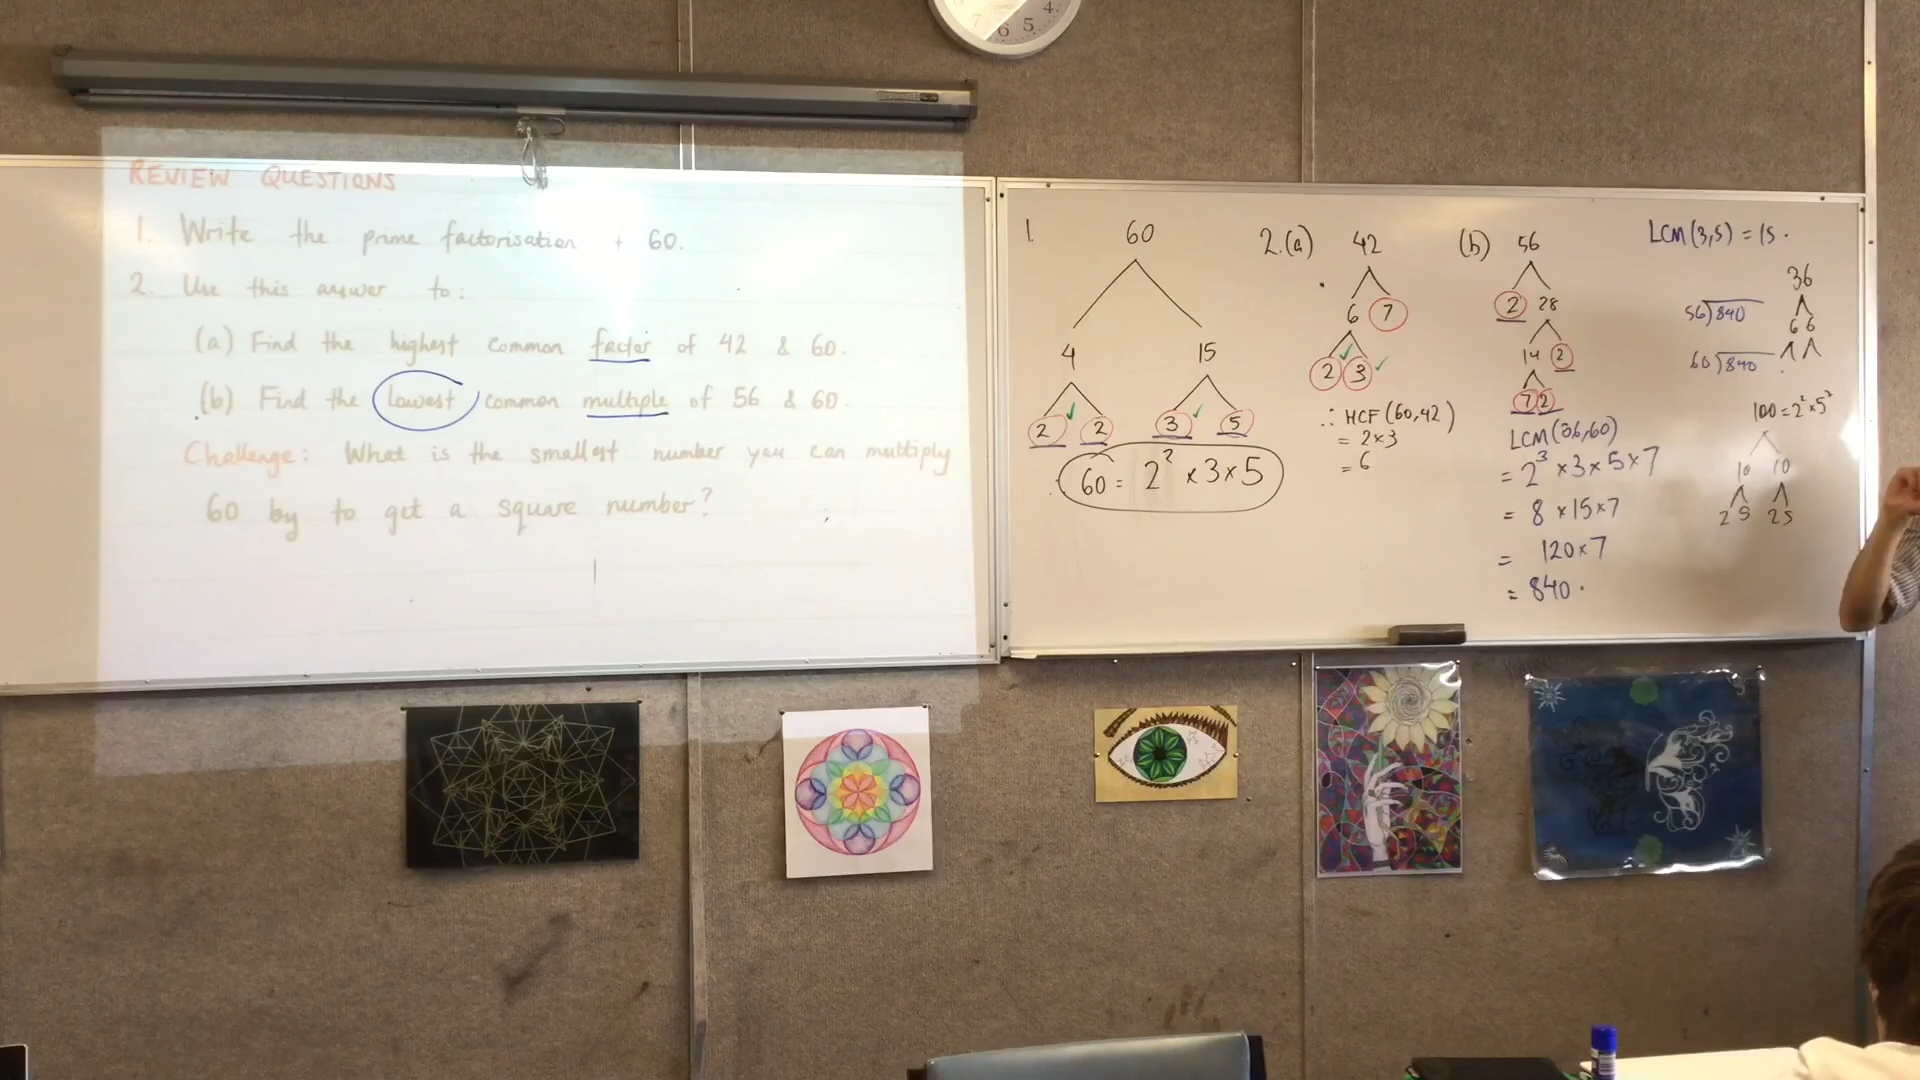 REVIEW QUESTIONS
1. Write the prime factorisation 60.
2. Use this answer to:
(a) Find the highest common factor of 42 & 60.
(b) Find the lowest common multiple of 56 & 60.
Challenge: What is the smallest number you can multiply
60 by to get a square number?
1.
60
4 15
2 2 3 5
60 = 2² × 3 × 5
2.(a) 42
6 7
2 3
∴ HCF(60,42)
= 2×3
= 6
(b) 56
2 28
14 2
7 2
LCM(56,60)
= 2³ × 3 × 5 × 7
= 8 × 15 × 7
= 120 × 7
= 840.
LCM(3,5) = 15.
56)840
60)840
36
6 6
100 = 2² × 5²
10 10
2 5 2 5
7 6 5 4